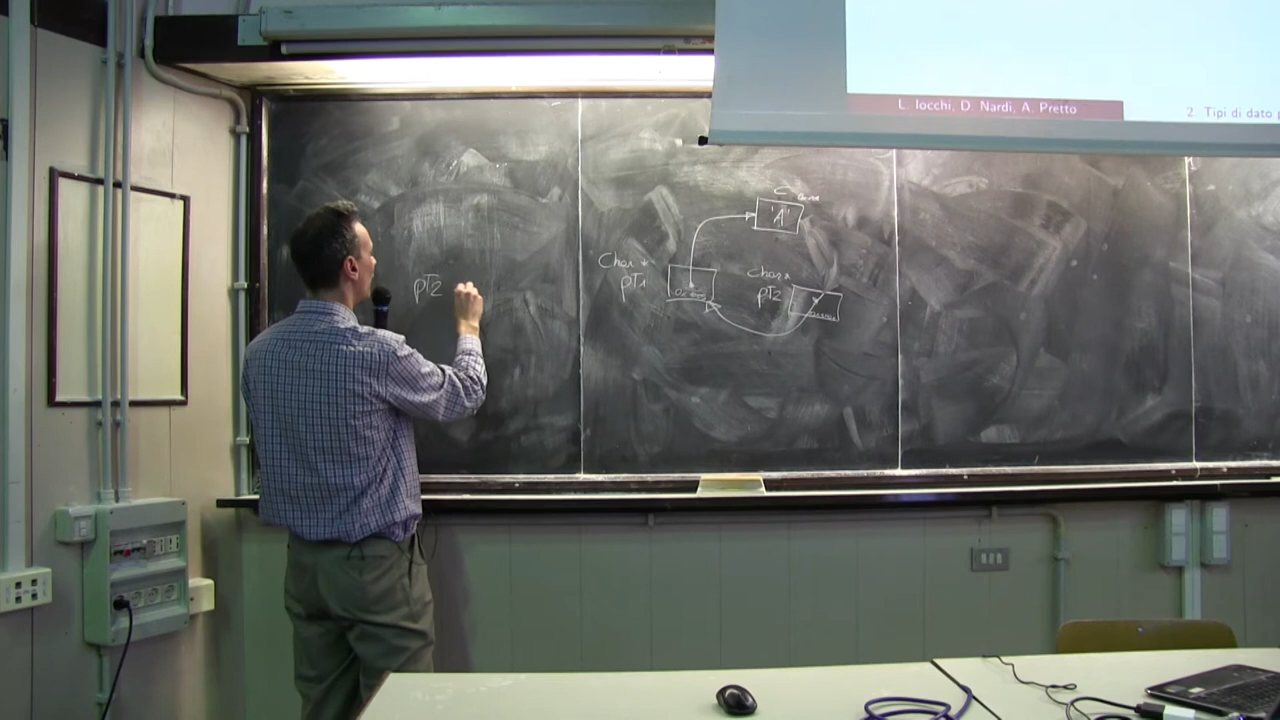 L. Iocchi, D. Nardi, A. Pretto
2. Tipi di dato
C
'A'
Char *
pT1
char *
pT2
pT2